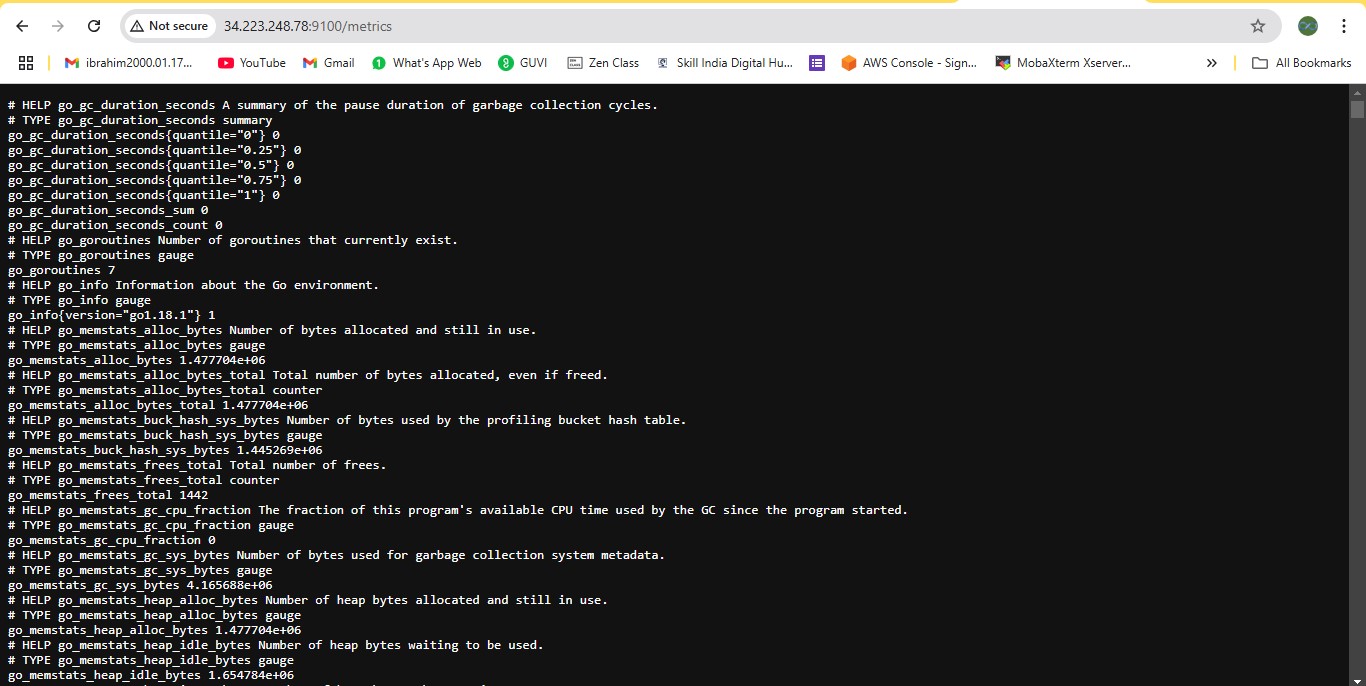 Not secure 34.223.248.78:9100/metrics
ibrahim2000.01.17... YouTube Gmail What's App Web GUVI Zen Class Skill India Digital Hu... AWS Console - Sign... MobaXterm Xserver... » All Bookmarks
# HELP go_gc_duration_seconds A summary of the pause duration of garbage collection cycles.
# TYPE go_gc_duration_seconds summary
go_gc_duration_seconds{quantile="0"} 0
go_gc_duration_seconds{quantile="0.25"} 0
go_gc_duration_seconds{quantile="0.5"} 0
go_gc_duration_seconds{quantile="0.75"} 0
go_gc_duration_seconds{quantile="1"} 0
go_gc_duration_seconds_sum 0
go_gc_duration_seconds_count 0
# HELP go_goroutines Number of goroutines that currently exist.
# TYPE go_goroutines gauge
go_goroutines 7
# HELP go_info Information about the Go environment.
# TYPE go_info gauge
go_info{version="go1.18.1"} 1
# HELP go_memstats_alloc_bytes Number of bytes allocated and still in use.
# TYPE go_memstats_alloc_bytes gauge
go_memstats_alloc_bytes 1.477704e+06
# HELP go_memstats_alloc_bytes_total Total number of bytes allocated, even if freed.
# TYPE go_memstats_alloc_bytes_total counter
go_memstats_alloc_bytes_total 1.477704e+06
# HELP go_memstats_buck_hash_sys_bytes Number of bytes used by the profiling bucket hash table.
# TYPE go_memstats_buck_hash_sys_bytes gauge
go_memstats_buck_hash_sys_bytes 1.445269e+06
# HELP go_memstats_frees_total Total number of frees.
# TYPE go_memstats_frees_total counter
go_memstats_frees_total 1442
# HELP go_memstats_gc_cpu_fraction The fraction of this program's available CPU time used by the GC since the program started.
# TYPE go_memstats_gc_cpu_fraction gauge
go_memstats_gc_cpu_fraction 0
# HELP go_memstats_gc_sys_bytes Number of bytes used for garbage collection system metadata.
# TYPE go_memstats_gc_sys_bytes gauge
go_memstats_gc_sys_bytes 4.165688e+06
# HELP go_memstats_heap_alloc_bytes Number of heap bytes allocated and still in use.
# TYPE go_memstats_heap_alloc_bytes gauge
go_memstats_heap_alloc_bytes 1.477704e+06
# HELP go_memstats_heap_idle_bytes Number of heap bytes waiting to be used.
# TYPE go_memstats_heap_idle_bytes gauge
go_memstats_heap_idle_bytes 1.654784e+06